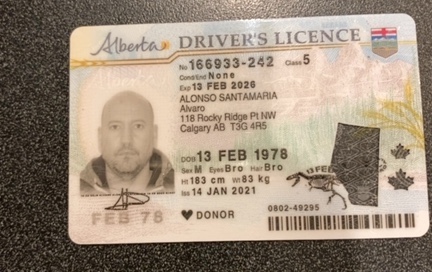 Alberta DRIVER'S LICENCE
No 166933-242 Class 5
Cond/End None
Exp 13 FEB 2026
ALONSO SANTAMARIA
Alvaro
118 Rocky Ridge Pt NW
Calgary AB T3G 4R5
DOB 13 FEB 1978
Sex M Eyes Bro Hair Bro
Ht 183 cm Wt 83 kg
Iss 14 JAN 2021
FEB 78
DONOR
0802-49295